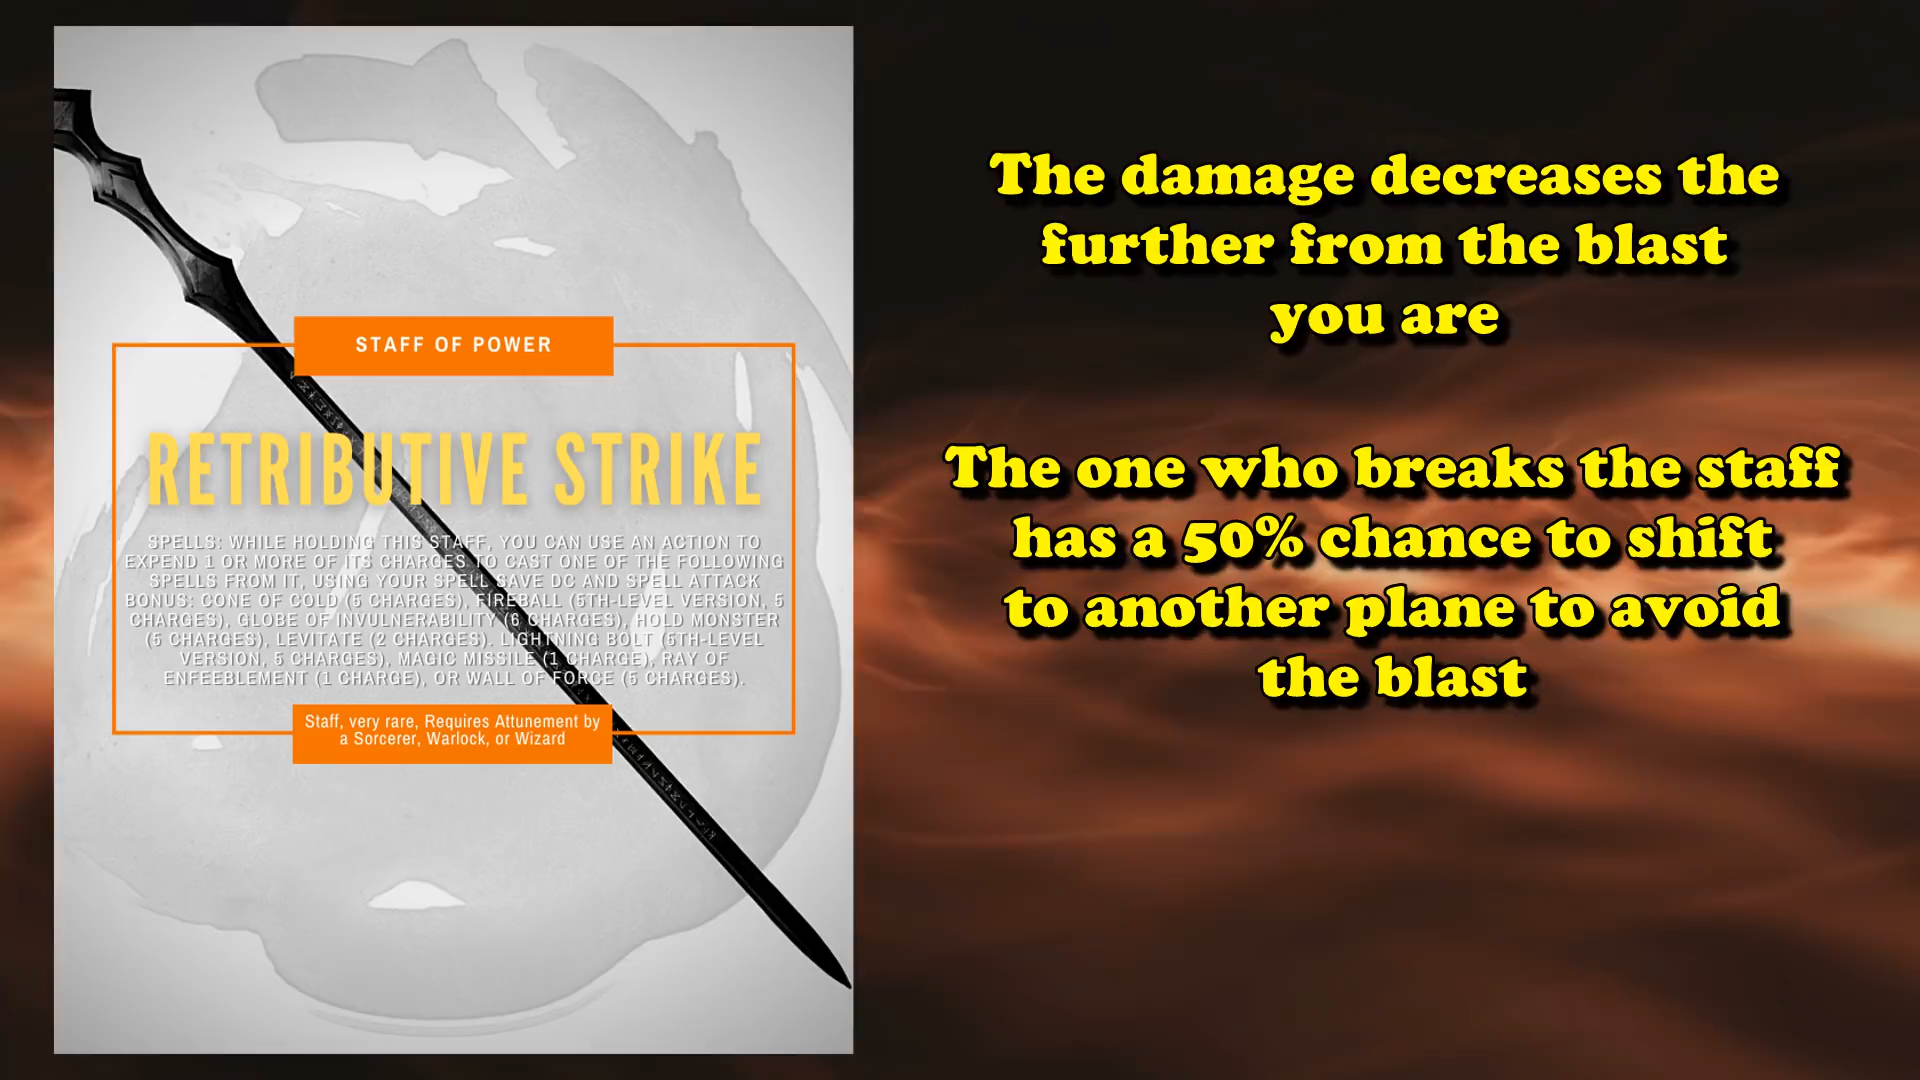 STAFF OF POWER
RETRIBUTIVE STRIKE
SPELLS: WHILE HOLDING THIS STAFF, YOU CAN USE AN ACTION TO
EXPEND 1 OR MORE OF ITS CHARGES TO CAST ONE OF THE FOLLOWING
SPELLS FROM IT, USING YOUR SPELL SAVE DC AND SPELL ATTACK
BONUS: CONE OF COLD (5 CHARGES), FIREBALL (5TH-LEVEL VERSION, 5
CHARGES), GLOBE OF INVULNERABILITY (6 CHARGES), HOLD MONSTER
(5 CHARGES), LEVITATE (2 CHARGES). LIGHTNING BOLT (5TH-LEVEL
VERSION, 5 CHARGES), MAGIC MISSILE (1 CHARGE), RAY OF
ENFEEBLEMENT (1 CHARGE), OR WALL OF FORCE (5 CHARGES).
Staff, very rare, Requires Attunement by
a Sorcerer, Warlock, or Wizard
The damage decreases the
further from the blast
you are
The one who breaks the staff
has a 50% chance to shift
to another plane to avoid
the blast